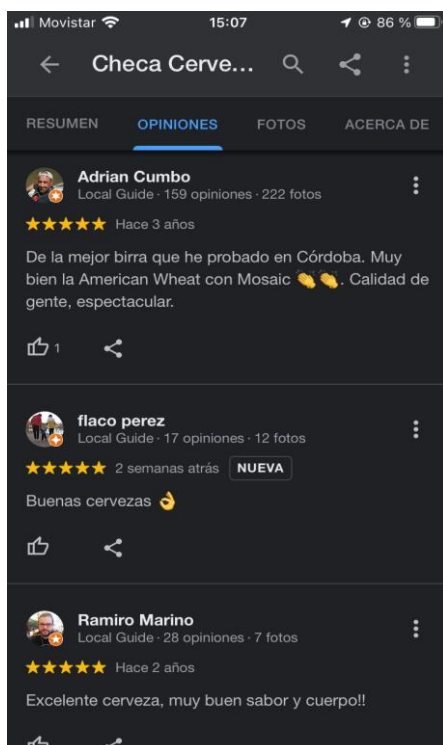 Movistar 15:07 86 %
Checa Cerve...
RESUMEN OPINIONES FOTOS ACERCA DE
Adrian Cumbo
Local Guide · 159 opiniones · 222 fotos
Hace 3 años
De la mejor birra que he probado en Córdoba. Muy
bien la American Wheat con Mosaic 👏👏. Calidad de
gente, espectacular.
1
flaco perez
Local Guide · 17 opiniones · 12 fotos
2 semanas atrás NUEVA
Buenas cervezas 👌
Ramiro Marino
Local Guide · 28 opiniones · 7 fotos
Hace 2 años
Excelente cerveza, muy buen sabor y cuerpo!!